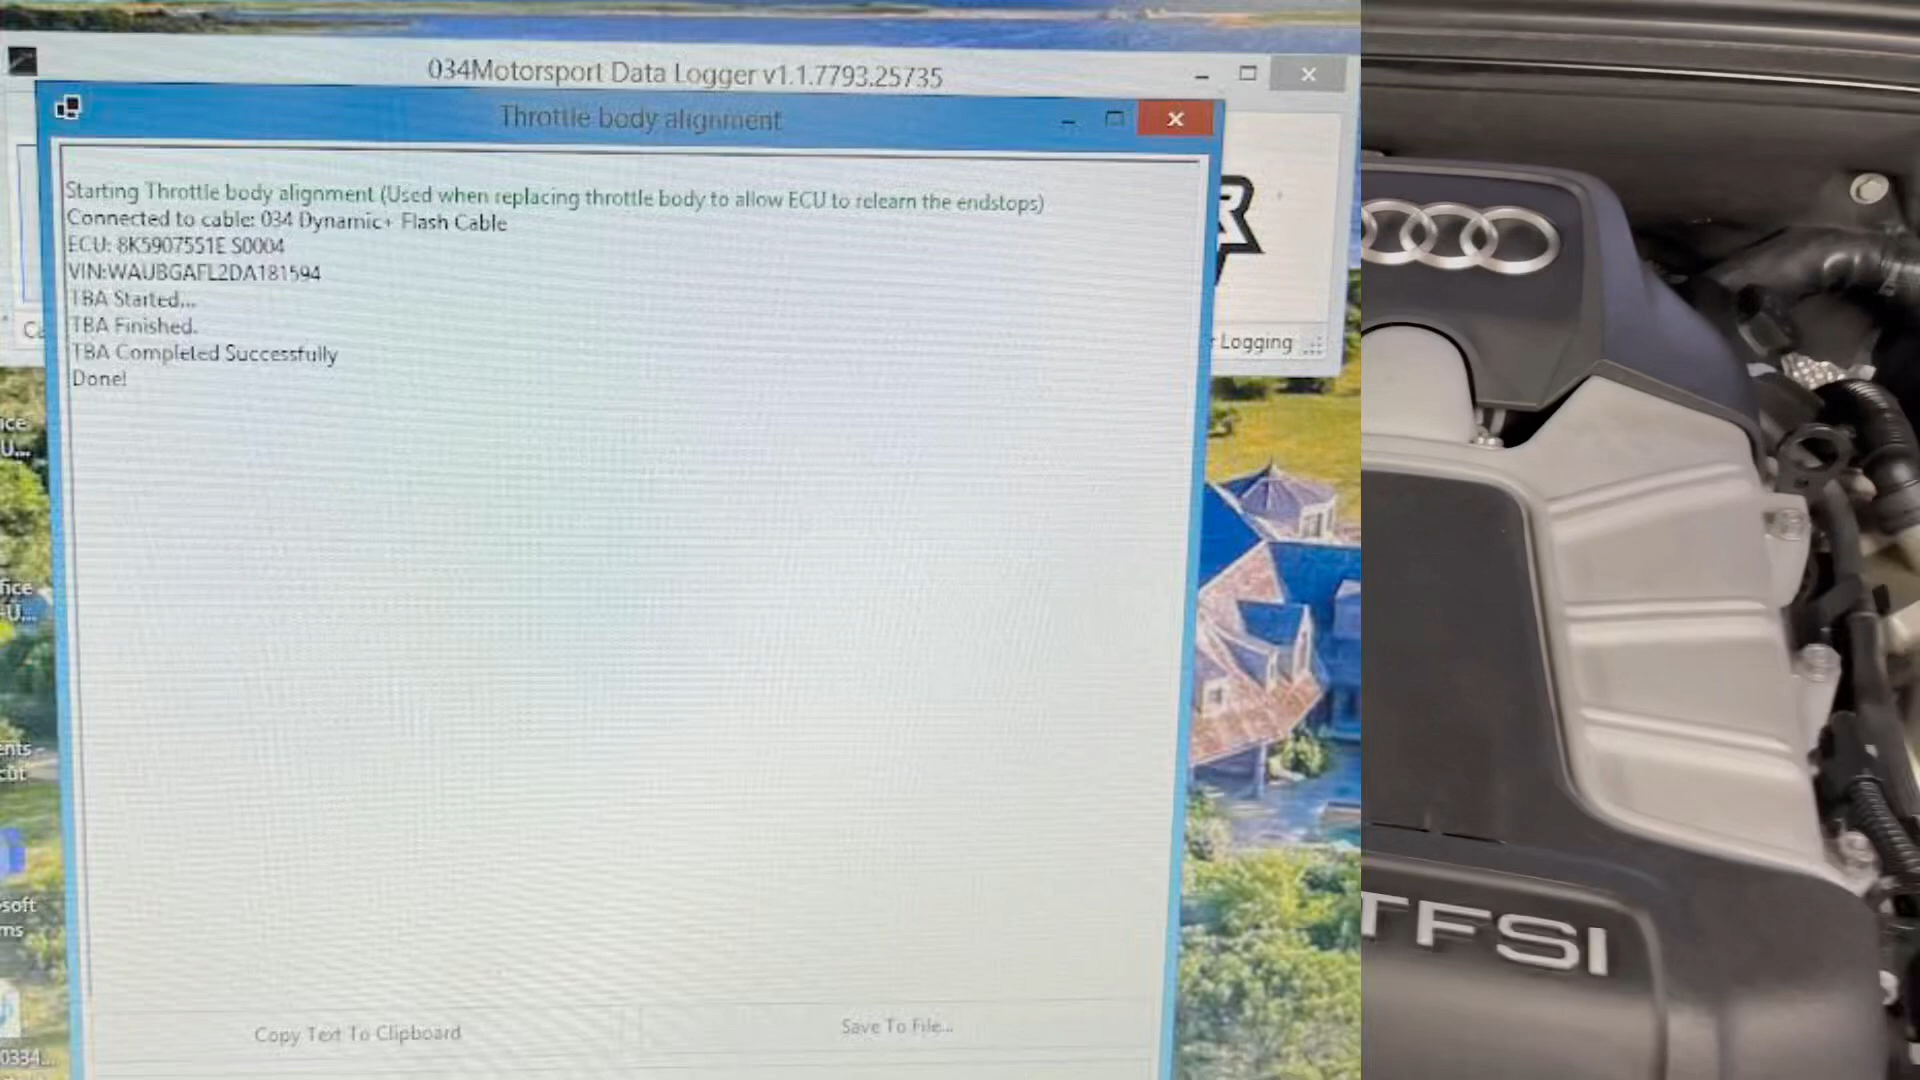 034Motorsport Data Logger v1.1.7793.25735
Throttle body alignment
Starting Throttle body alignment (Used when replacing throttle body to allow ECU to relearn the endstops)
Connected to cable: 034 Dynamic+ Flash Cable
ECU: 8K5907551E S0004
VIN:WAUBGAFL2DA181594
TBA Started...
TBA Finished.
TBA Completed Successfully
Done!
Logging
Copy Text To Clipboard
Save To File...
TFSI